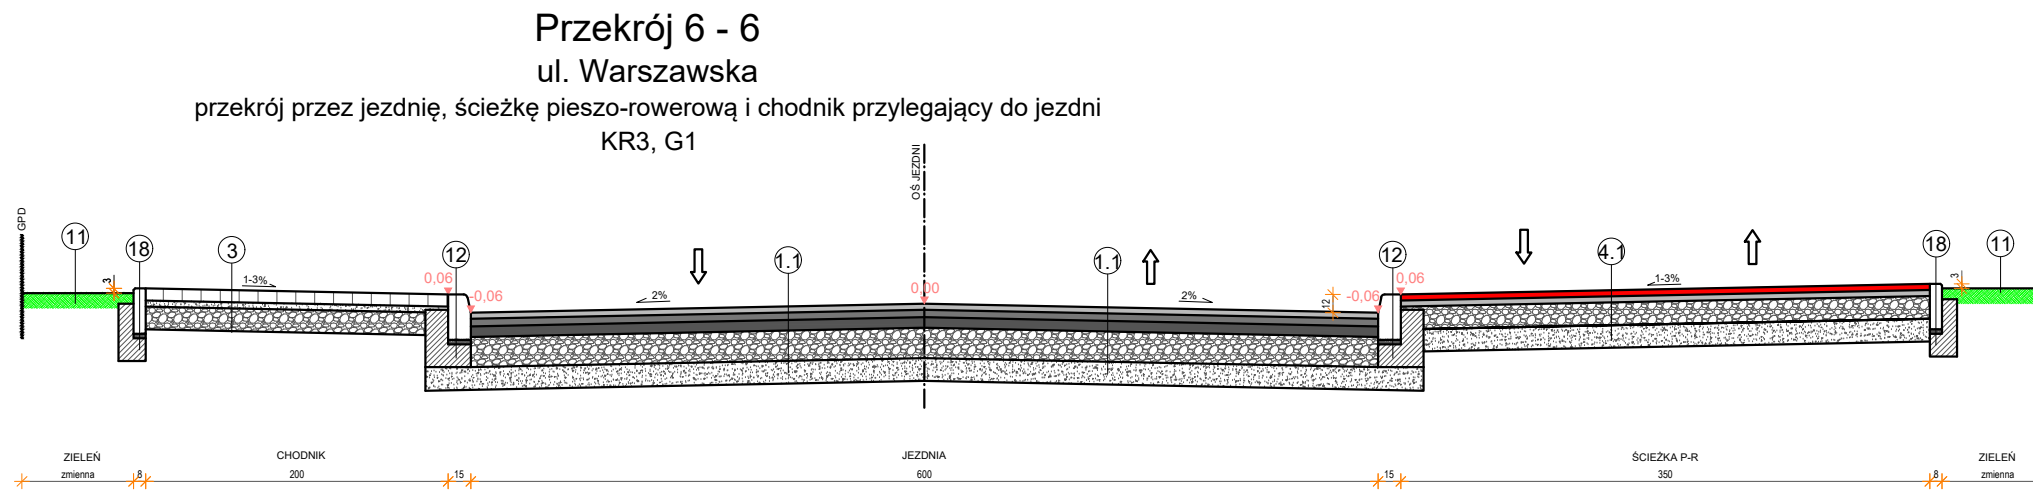 Przekrój 6 - 6
ul. Warszawska
przekrój przez jezdnię, ścieżkę pieszo-rowerową i chodnik przylegający do jezdni
KR3, G1
OŚ JEZDNI
GPD
11
18
3
12
1.1
1.1
12
4.1
18
11
3
1-3%
0,06
-0,06
2%
0,00
2%
12
-0,06
0,06
1-3%
3
ZIELEŃ
CHODNIK
JEZDNIA
ŚCIEŻKA P-R
ZIELEŃ
zmienna
8
200
15
600
15
350
8
zmienna